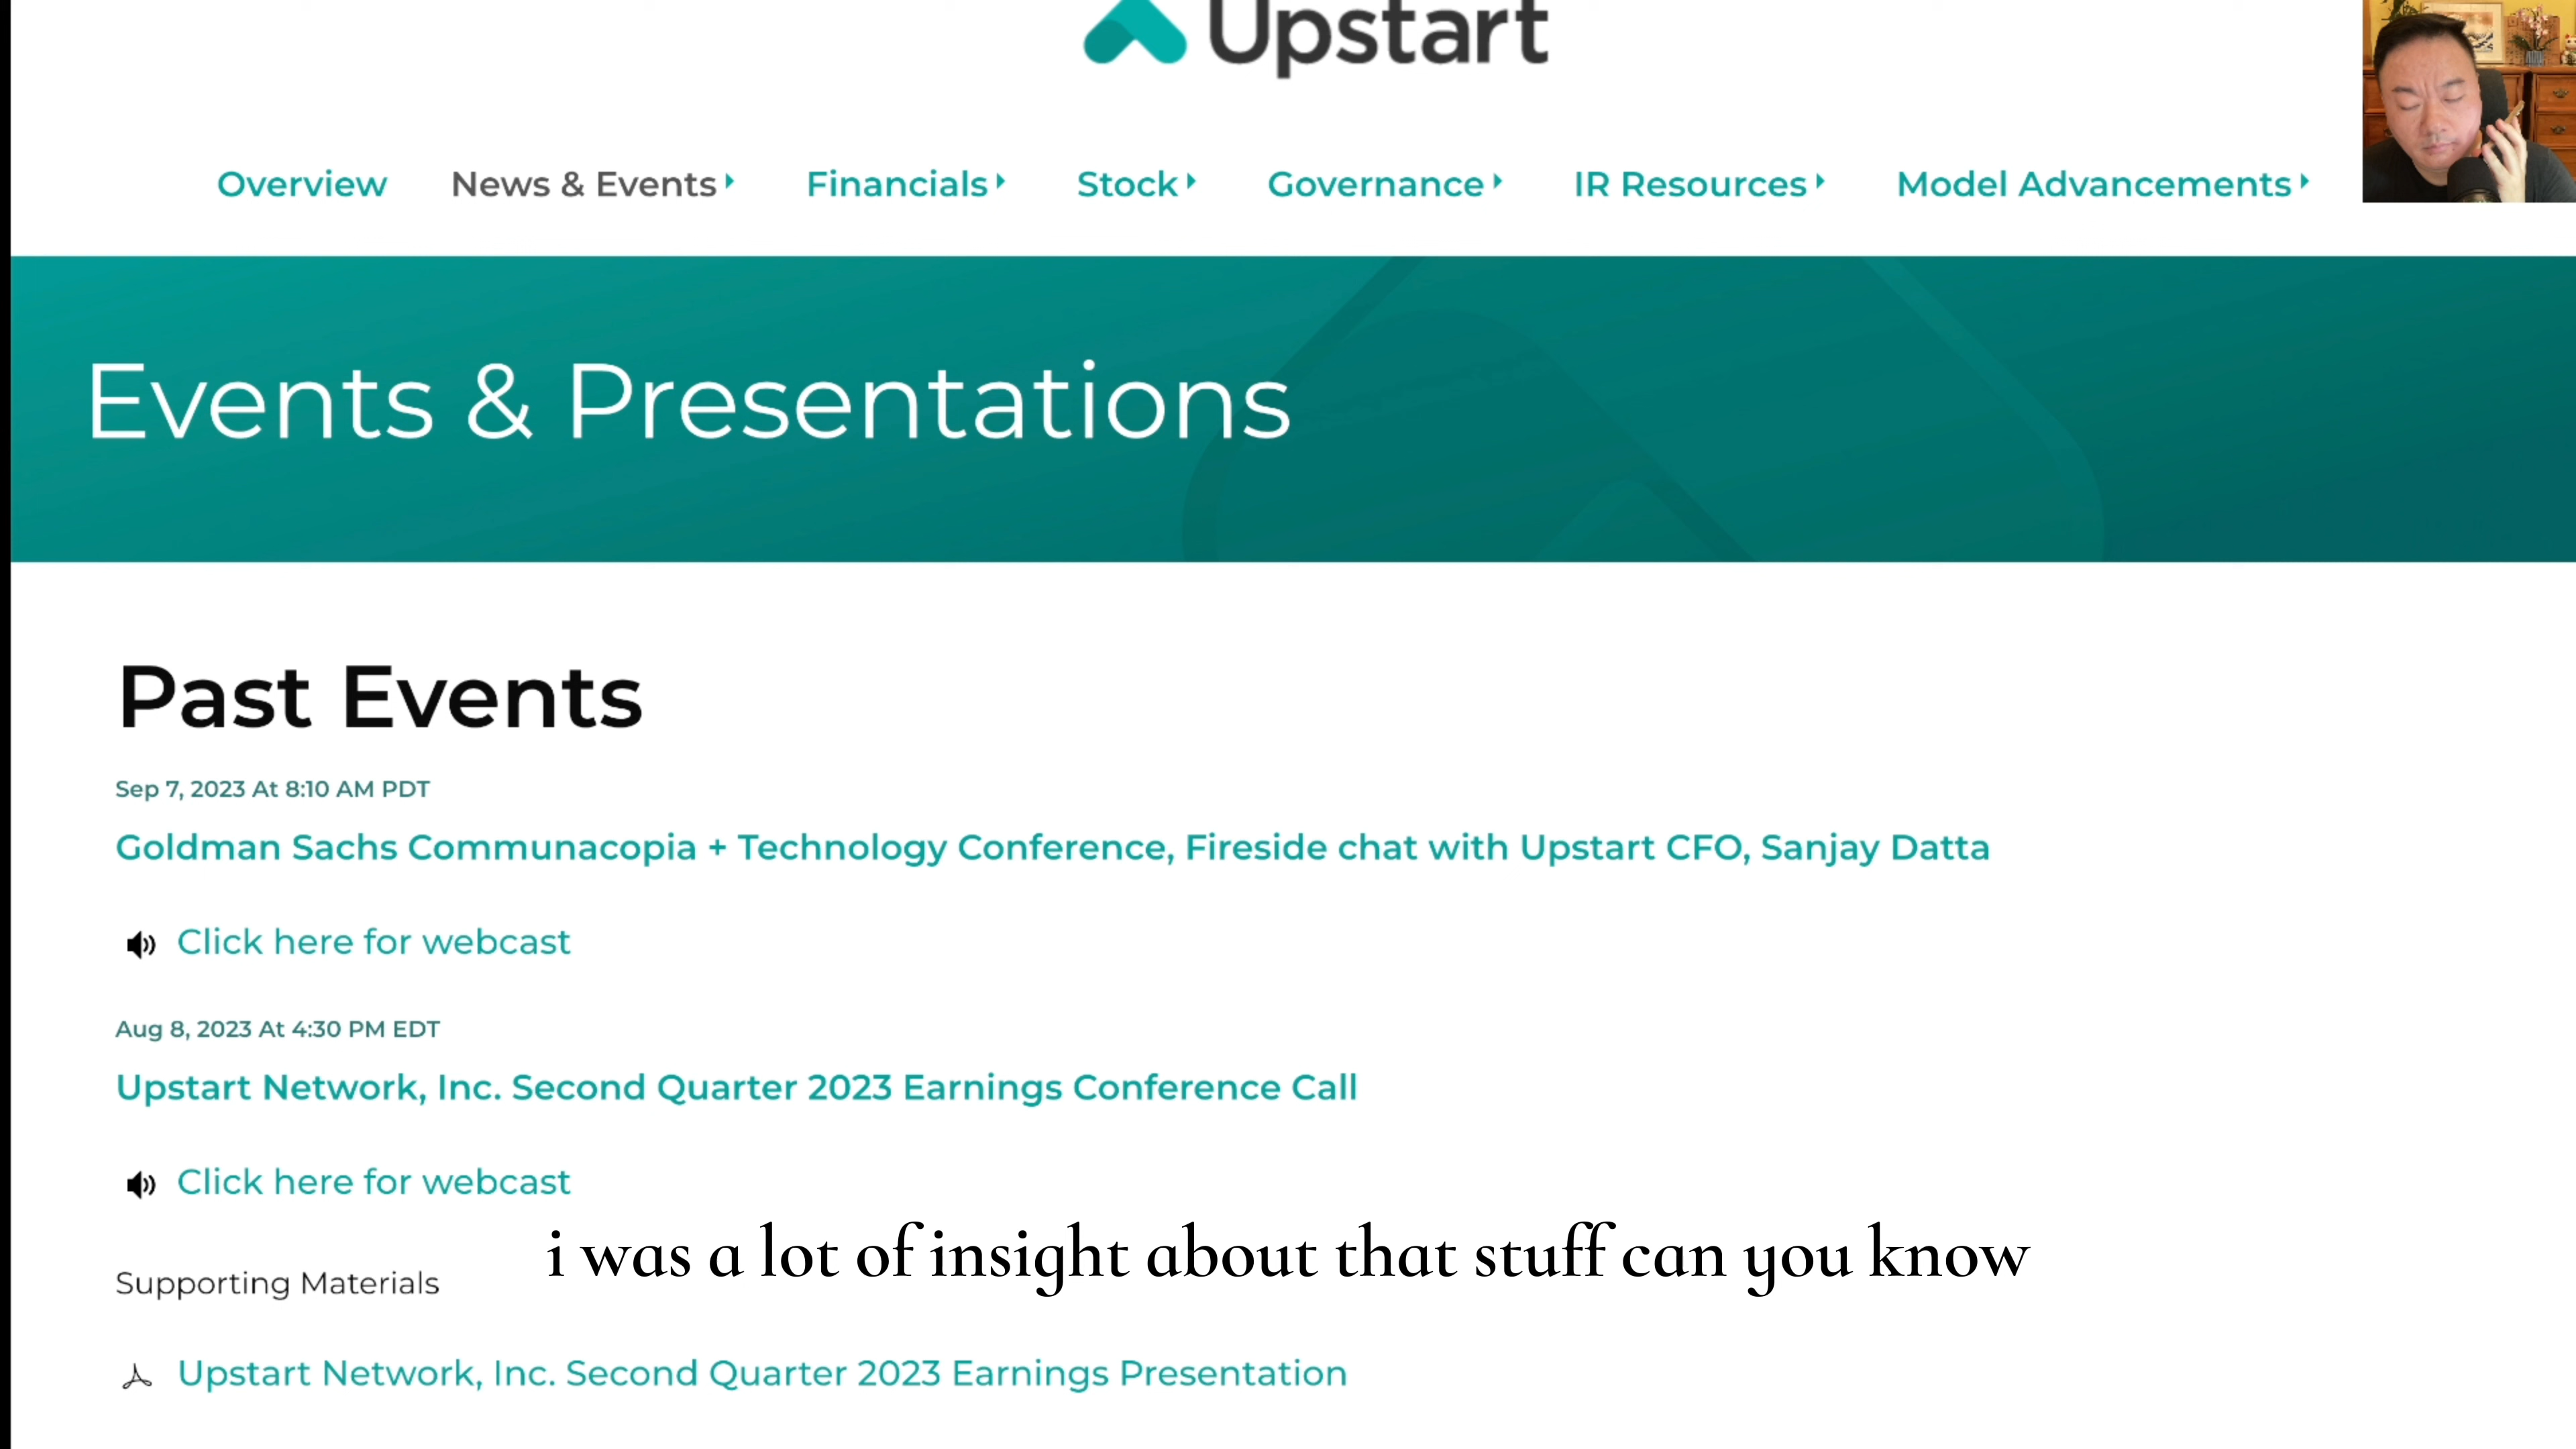 Upstart
Overview
News & Events
Financials
Stock
Governance
IR Resources
Model Advancements
Events & Presentations
Past Events
Sep 7, 2023 At 8:10 AM PDT
Goldman Sachs Communacopia + Technology Conference, Fireside chat with Upstart CFO, Sanjay Datta
Click here for webcast
Aug 8, 2023 At 4:30 PM EDT
Upstart Network, Inc. Second Quarter 2023 Earnings Conference Call
Click here for webcast
i was a lot of insight about that stuff can you know
Supporting Materials
Upstart Network, Inc. Second Quarter 2023 Earnings Presentation